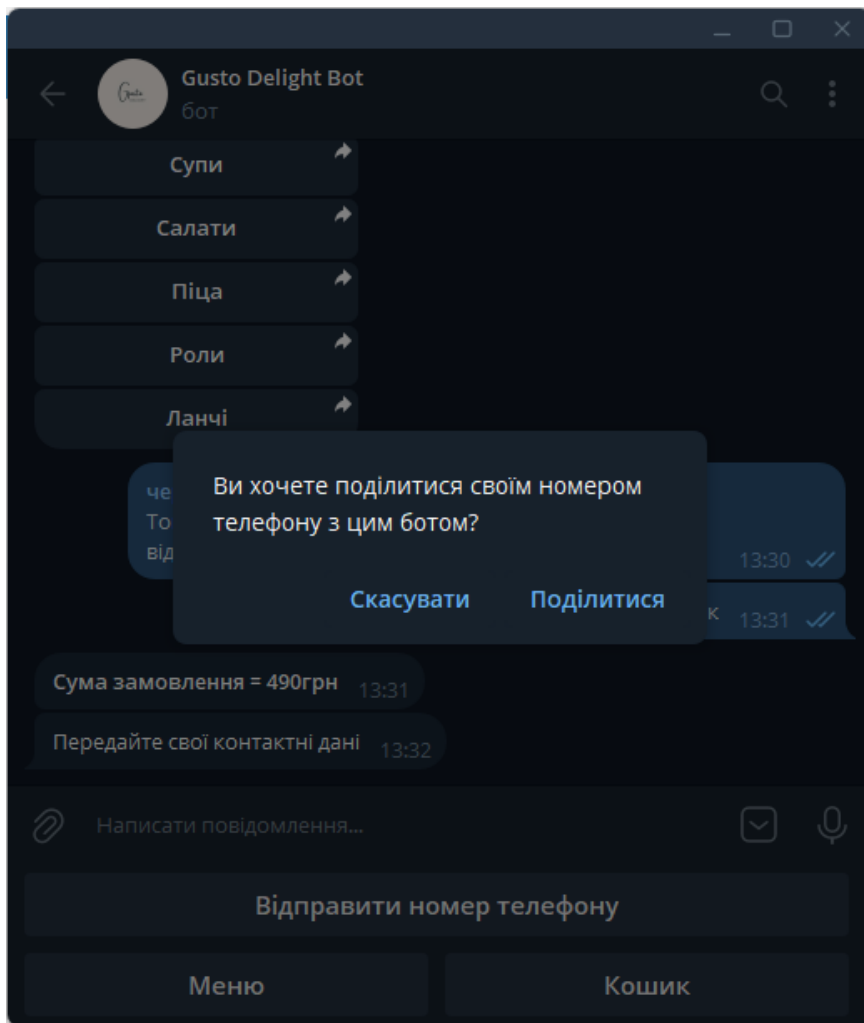 Gusto Delight Bot
бот
Супи
Салати
Піца
Роли
Ланчі
Ви хочете поділитися своїм номером
телефону з цим ботом?
Скасувати Поділитися
13:30
13:31
Сума замовлення = 490грн 13:31
Передайте свої контактні дані 13:32
Написати повідомлення...
Відправити номер телефону
Меню Кошик